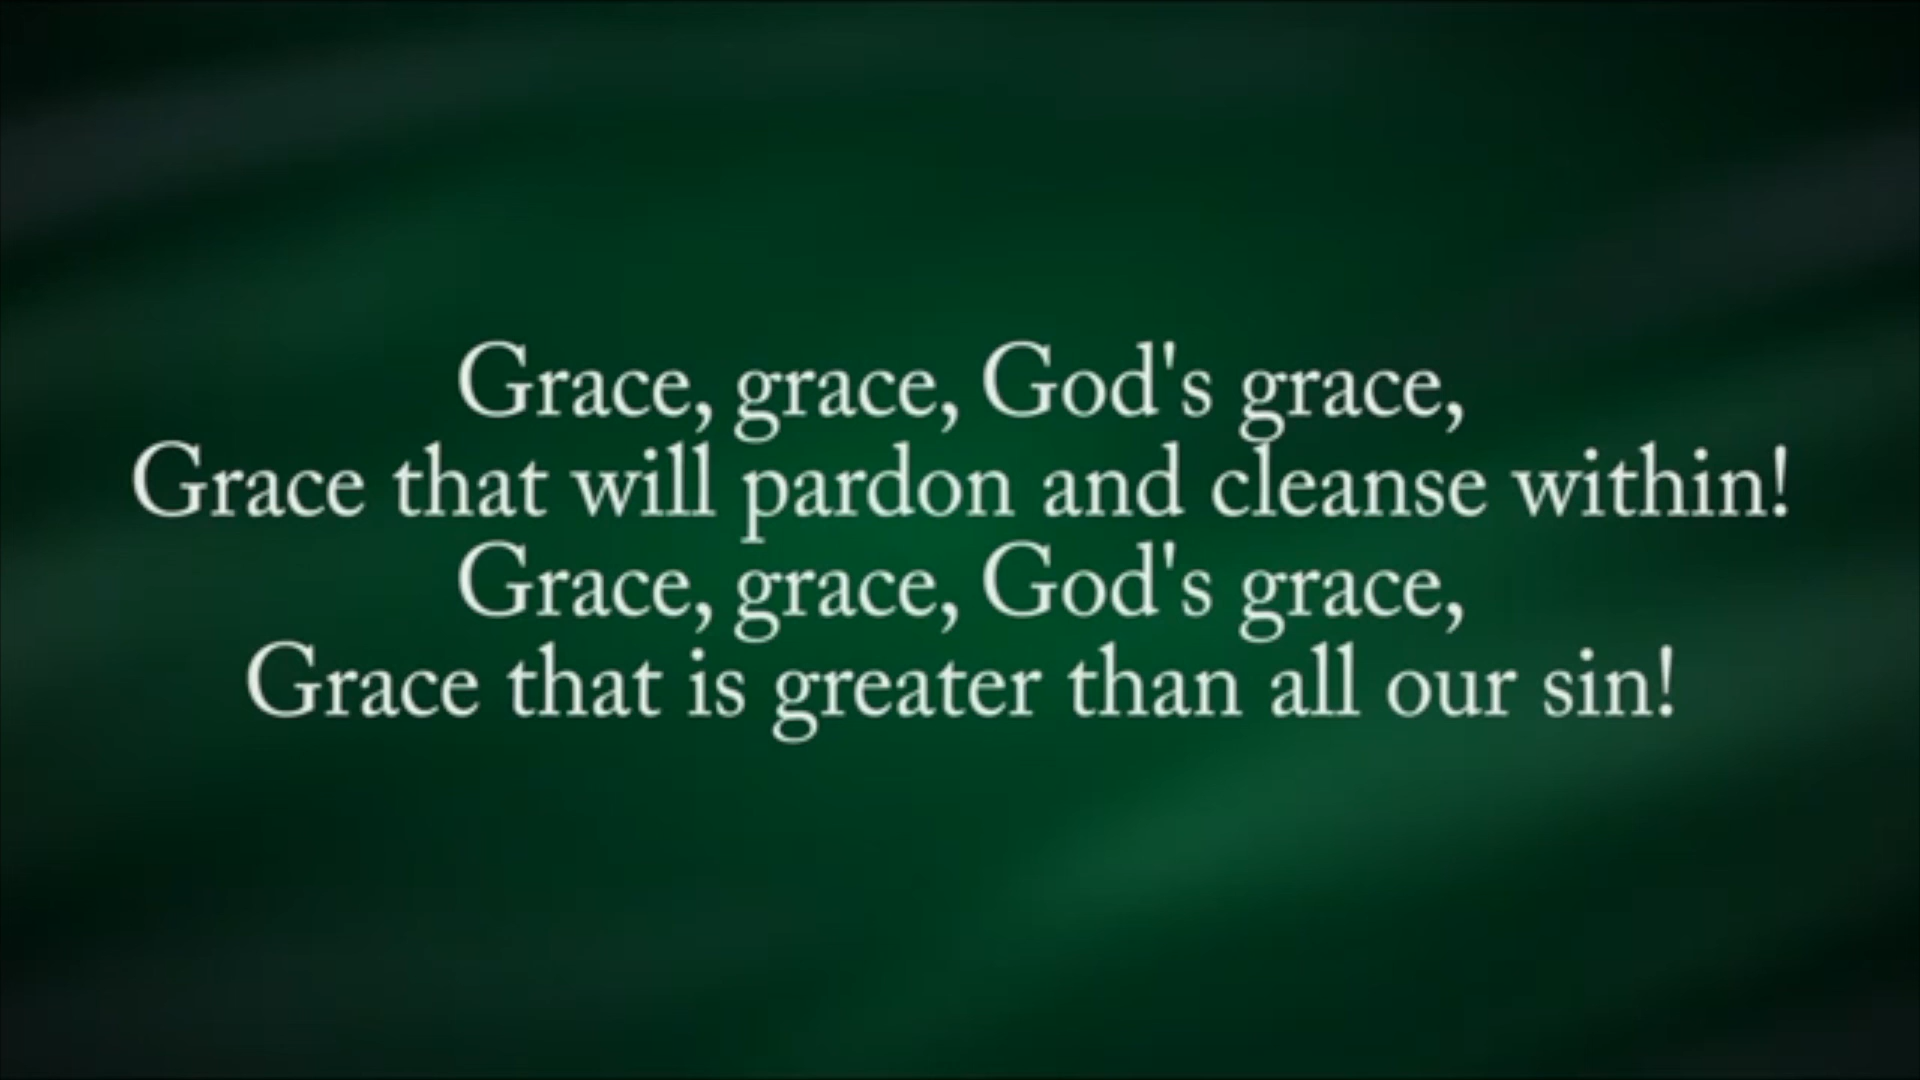 Grace, grace, God's grace,
Grace that will pardon and cleanse within!
Grace, grace, God's grace,
Grace that is greater than all our sin!